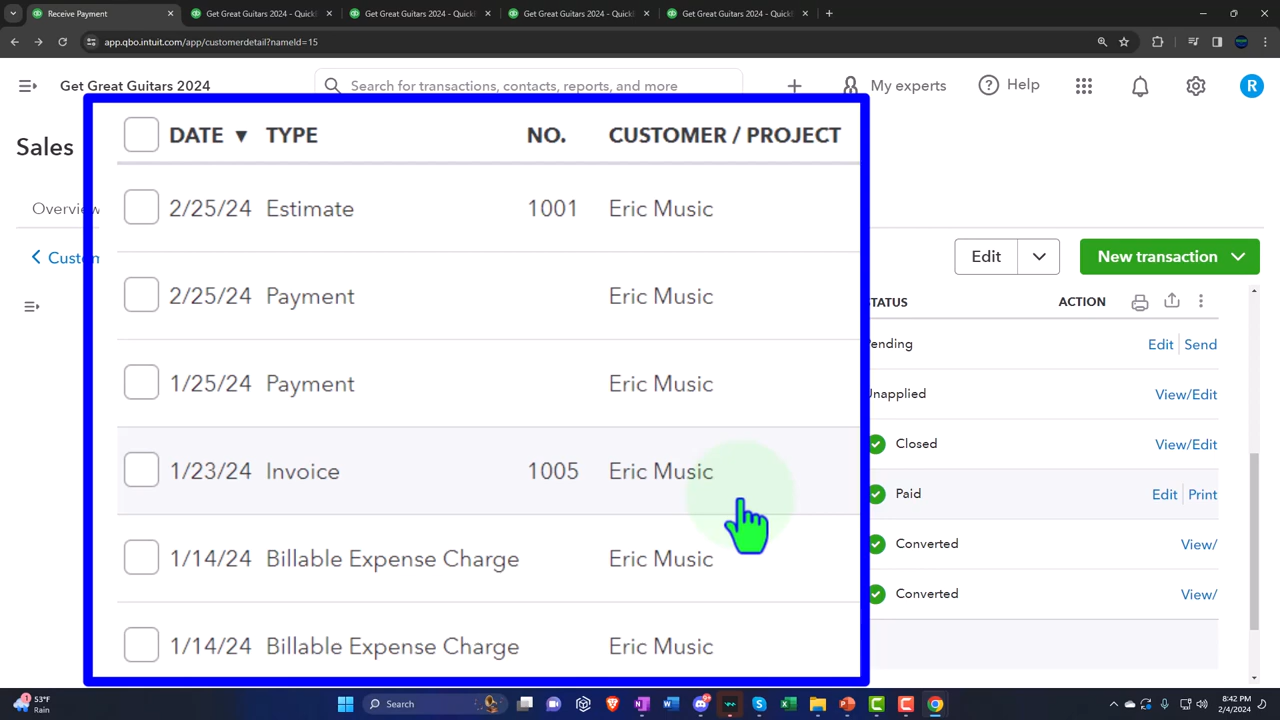 Receive Payment
Get Great Guitars 2024 - Quick
Get Great Guitars 2024 - Quick
Get Great Guitars 2024 - Quick
Get Great Guitars 2024 - Quick
app.qbo.intuit.com/app/customerdetail?nameId=15
Get Great Guitars 2024
Search for transactions, contacts, reports, and more
My experts
Help
R
Sales
Overview
Custom
Edit
New transaction
DATE ▼ TYPE NO. CUSTOMER / PROJECT
STATUS ACTION
2/25/24 Estimate 1001 Eric Music
Pending Edit Send
2/25/24 Payment Eric Music
Unapplied View/Edit
1/25/24 Payment Eric Music
Closed View/Edit
1/23/24 Invoice 1005 Eric Music
Paid Edit Print
1/14/24 Billable Expense Charge Eric Music
Converted View/
1/14/24 Billable Expense Charge Eric Music
Converted View/
1
53°F
Rain
Search
8:42 PM
2/4/2024